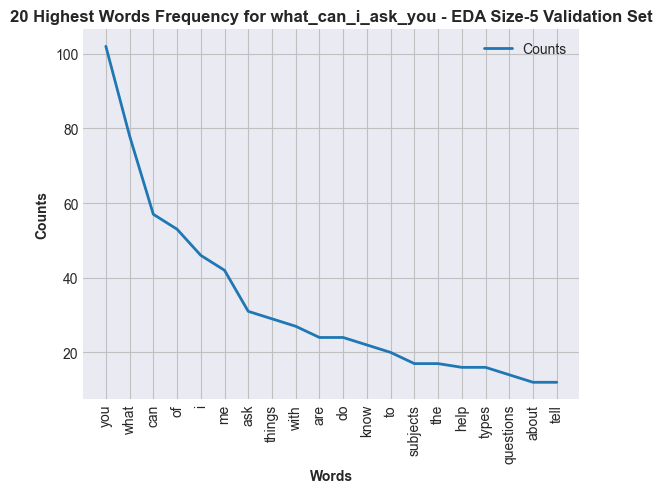 20 Highest Words Frequency for what_can_i_ask_you - EDA Size-5 Validation Set
Counts
100
80
60
40
20
Counts
you
what
can
of
i
me
ask
things
with
are
do
know
to
subjects
the
help
types
questions
about
tell
Words